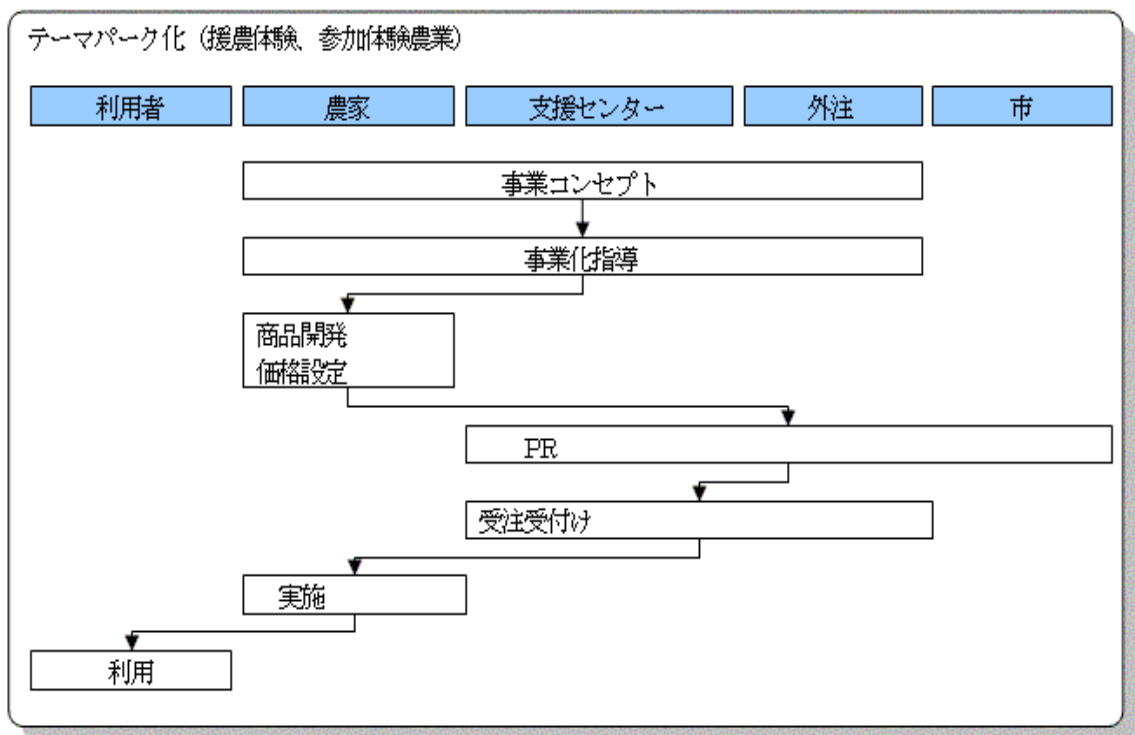 テーマパーク化（援農体験、参加体験農業）
利用者 農家 支援センター 外注 市
事業コンセプト
事業化指導
商品開発
価格設定
PR
受注受付け
実施
利用